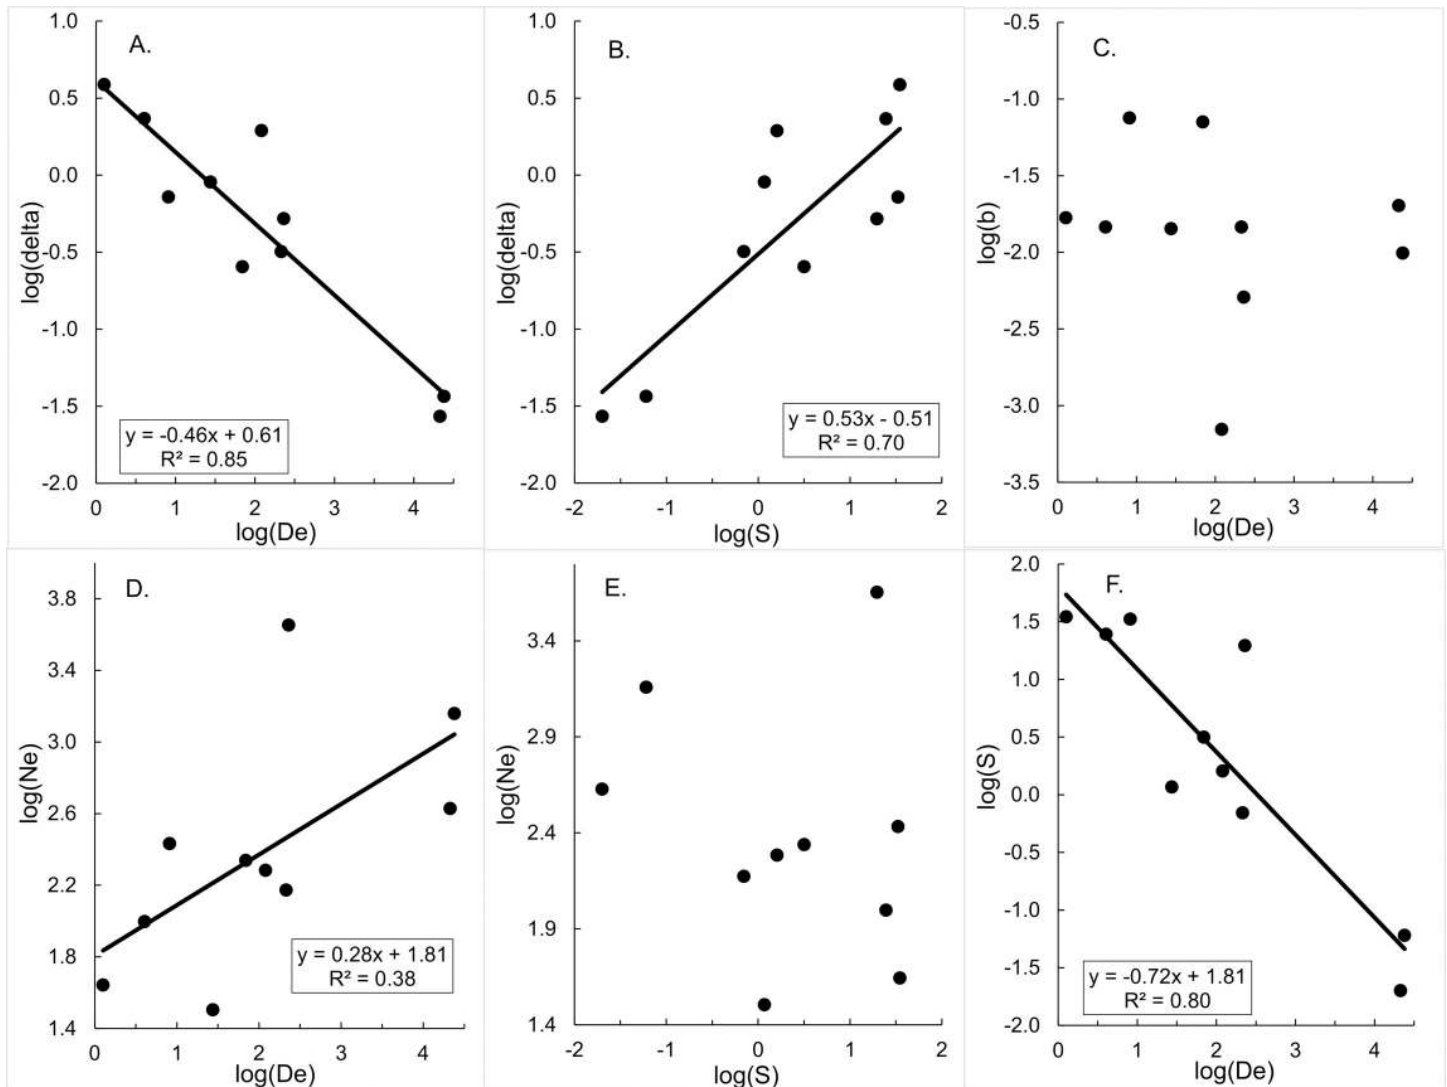 A.
1.0
0.5
0.0
-0.5
-1.0
-1.5
-2.0
log(delta)
y = -0.46x + 0.61
R² = 0.85
0 1 2 3 4
log(De)
B.
1.0
0.5
0.0
-0.5
-1.0
-1.5
-2.0
log(delta)
y = 0.53x - 0.51
R² = 0.70
-2 -1 0 1 2
log(S)
C.
-0.5
-1.0
-1.5
-2.0
-2.5
-3.0
-3.5
log(b)
0 1 2 3 4
log(De)
D.
3.8
3.4
3.0
2.6
2.2
1.8
1.4
log(Ne)
y = 0.28x + 1.81
R² = 0.38
0 1 2 3 4
log(De)
E.
3.4
2.9
2.4
1.9
1.4
log(Ne)
-2 -1 0 1 2
log(S)
F.
2.0
1.5
1.0
0.5
0.0
-0.5
-1.0
-1.5
-2.0
log(S)
y = -0.72x + 1.81
R² = 0.80
0 1 2 3 4
log(De)